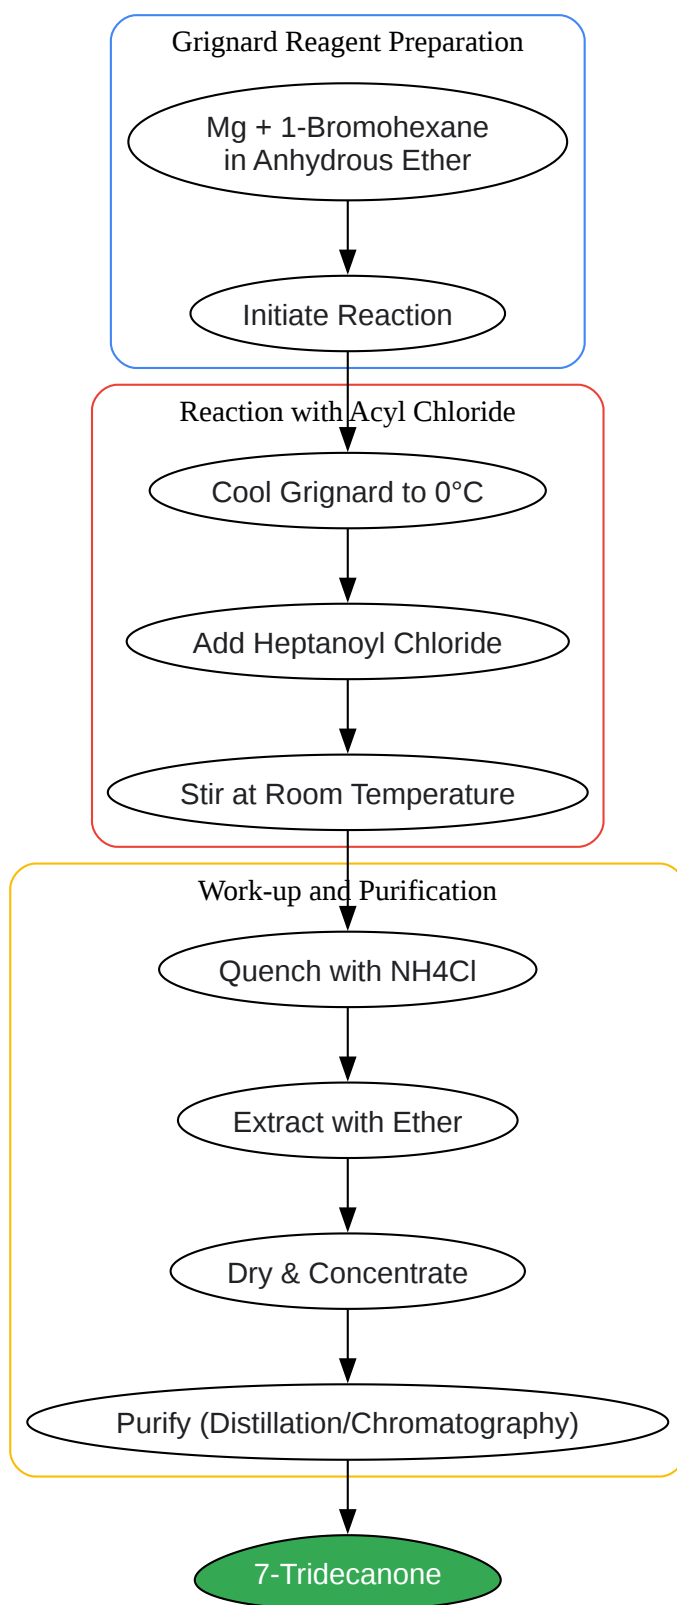 Grignard Reagent Preparation
Mg + 1-Bromohexane
in Anhydrous Ether
Initiate Reaction
Reaction with Acyl Chloride
Cool Grignard to 0°C
Add Heptanoyl Chloride
Stir at Room Temperature
Work-up and Purification
Quench with NH4Cl
Extract with Ether
Dry & Concentrate
Purify (Distillation/Chromatography)
7-Tridecanone